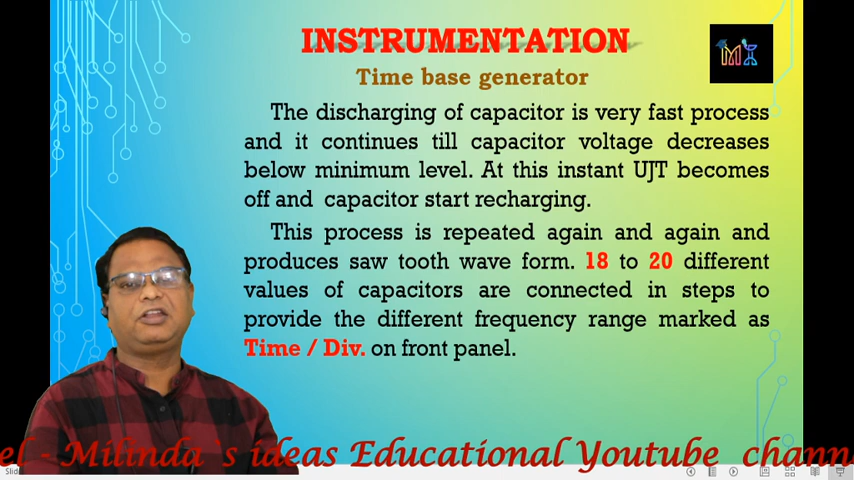 INSTRUMENTATION
Time base generator
The discharging of capacitor is very fast process
and it continues till capacitor voltage decreases
below minimum level. At this instant UJT becomes
off and capacitor start recharging.
This process is repeated again and again and
produces saw tooth wave form. 18 to 20 different
values of capacitors are connected in steps to
provide the different frequency range marked as
Time / Div. on front panel.
el - Milinda`s ideas Educational Youtube chann
Slid